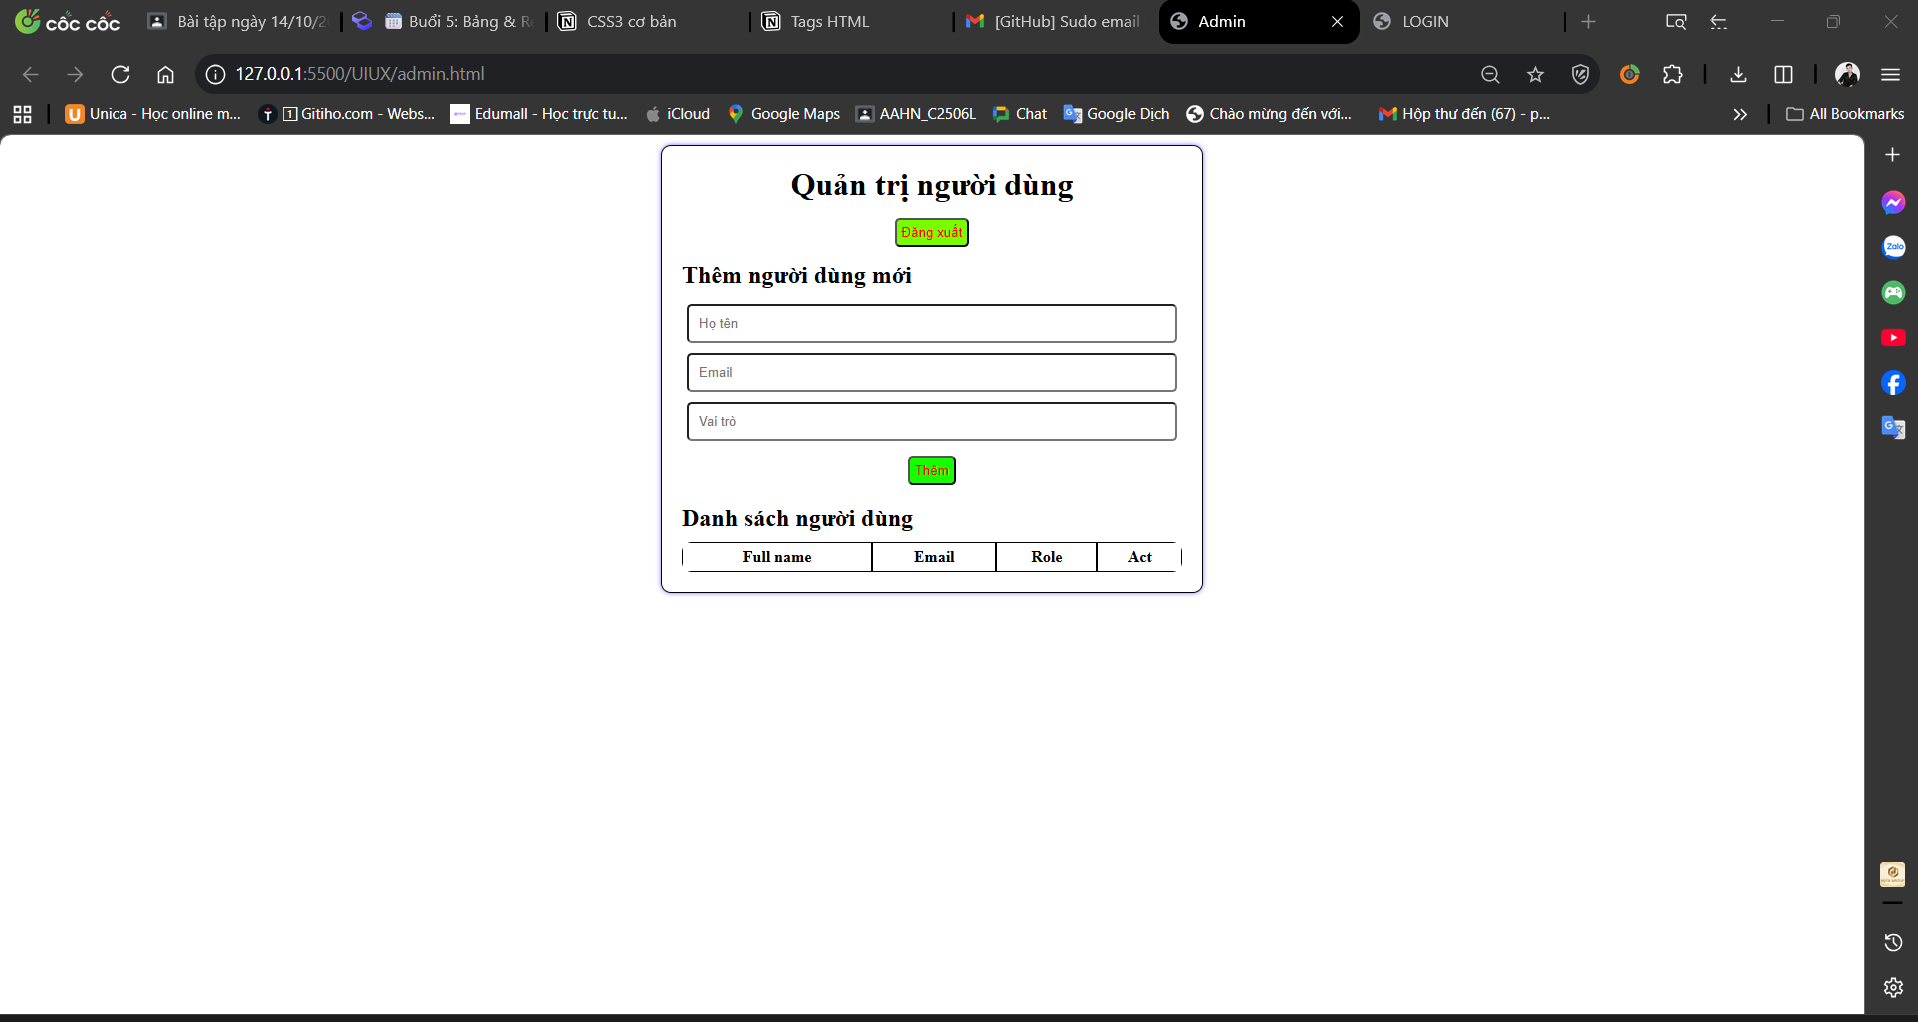 cốc cốc
Bài tập ngày 14/10/2
Buổi 5: Bảng & R
CSS3 cơ bản
Tags HTML
[GitHub] Sudo email
Admin
LOGIN
127.0.0.1:5500/UIUX/admin.html
Unica - Học online m...
1 Gitiho.com - Webs...
Edumall - Học trực tu...
iCloud
Google Maps
AAHN_C2506L
Chat
Google Dịch
Chào mừng đến với...
Hộp thư đến (67) - p...
All Bookmarks
Quản trị người dùng
Đăng xuất
Thêm người dùng mới
Họ tên
Email
Vai trò
Thêm
Danh sách người dùng
Full name Email Role Act
Zalo